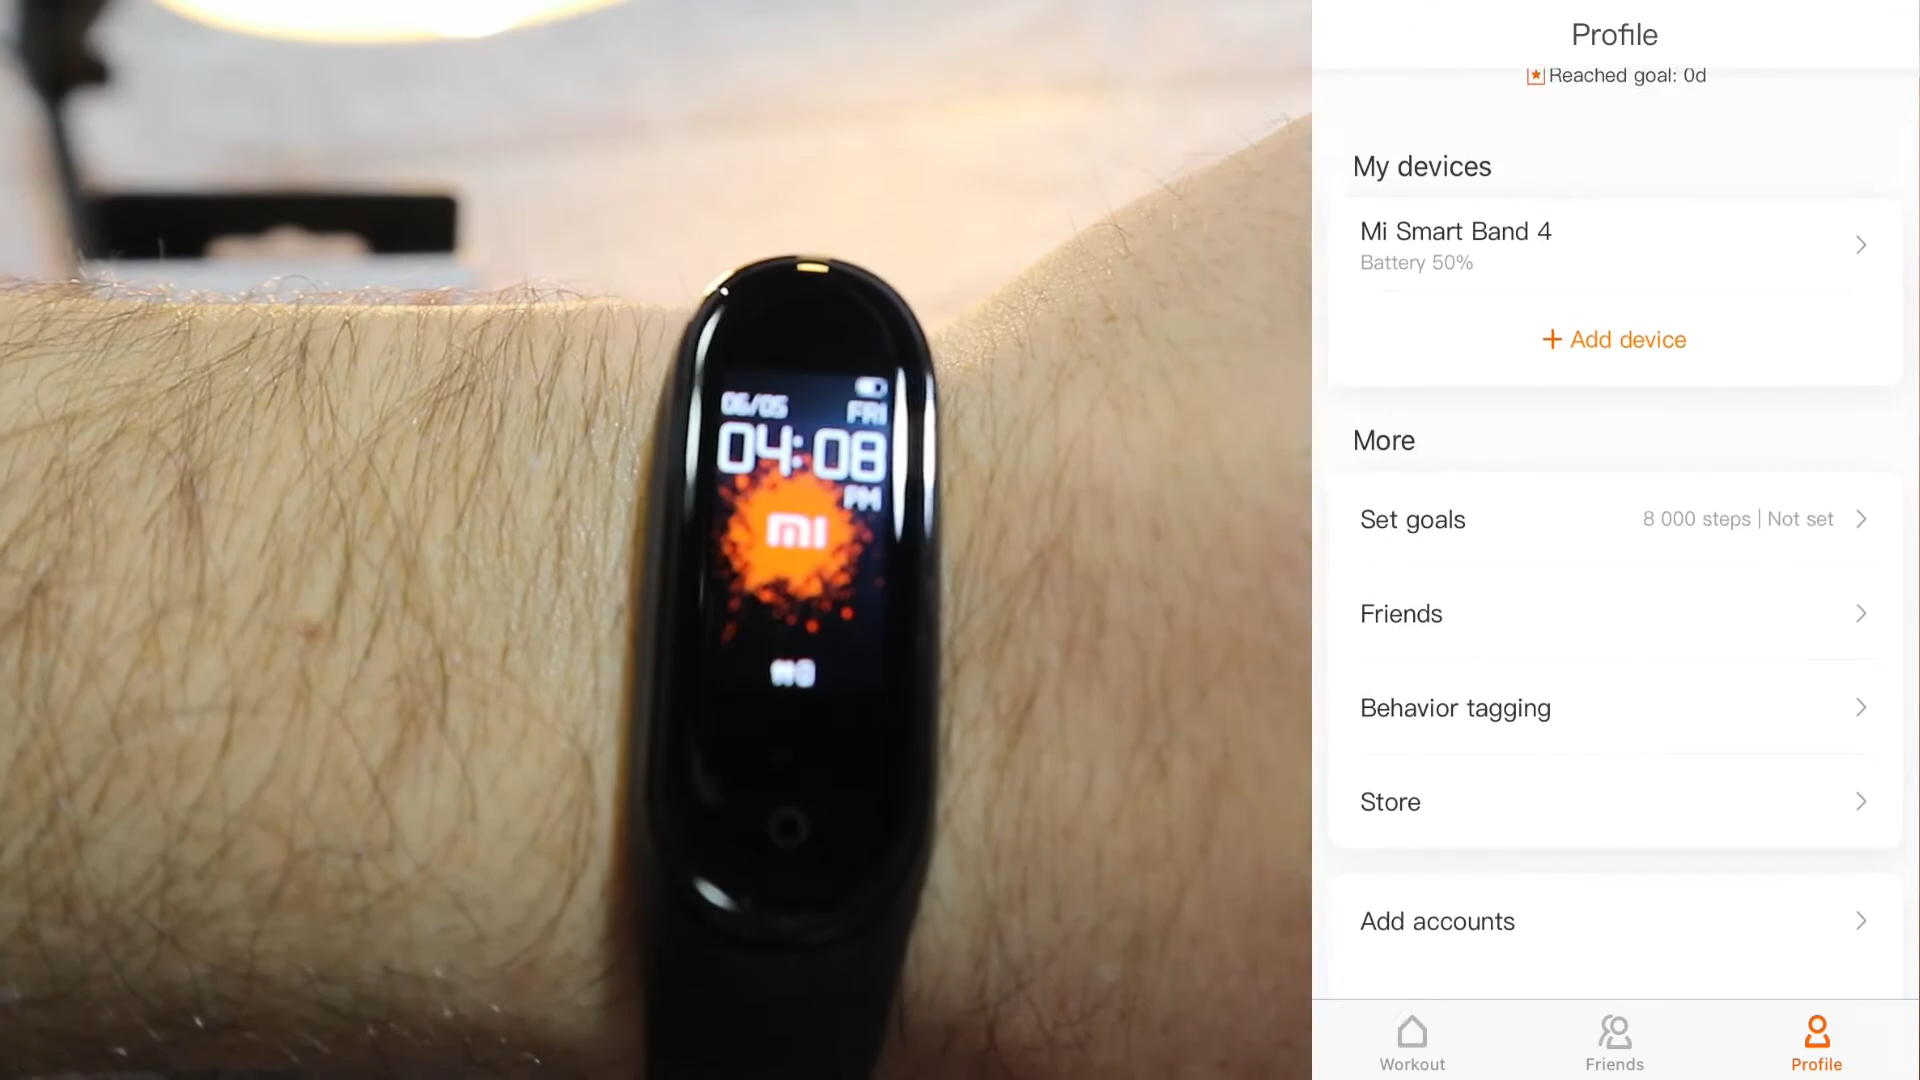 06/05 FRI
04:08
PM
MI
Profile
Reached goal: 0d
My devices
Mi Smart Band 4
Battery 50%
+ Add device
More
Set goals 8 000 steps | Not set
Friends
Behavior tagging
Store
Add accounts
Workout Friends Profile